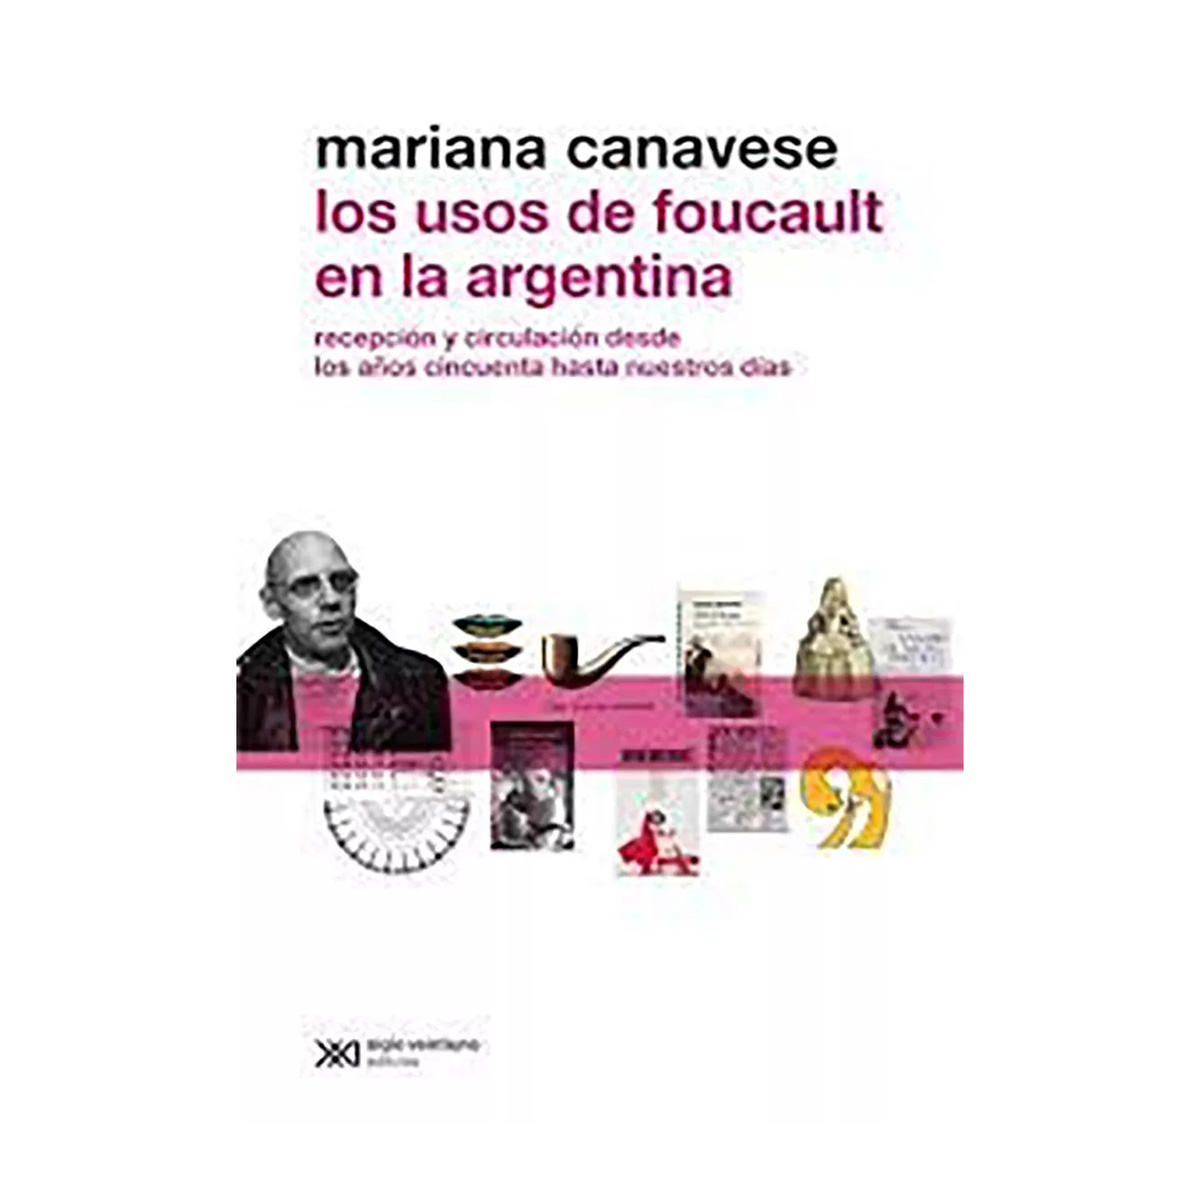 mariana canavese
los usos de foucault
en la argentina
recepción y circulación desde
los años cincuenta hasta nuestros días
siglo veintiuno
editores